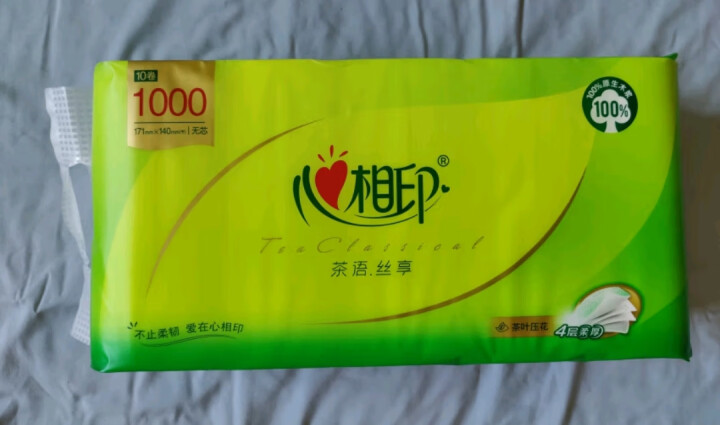 10卷
1000
171mm×140mm/节 | 无芯
100%原生木浆
100%
心相印®
Tea Classical
茶语.丝享
不止柔韧 爱在心相印
茶叶压花
4层柔厚